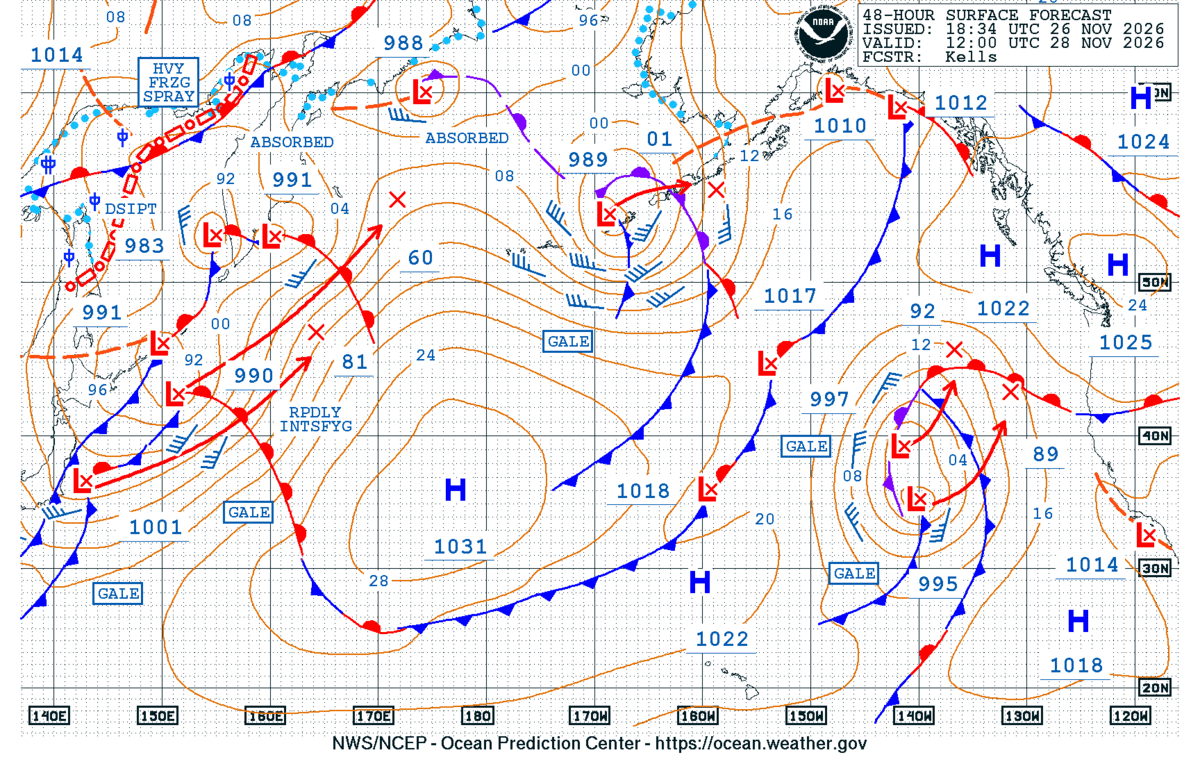 48-HOUR SURFACE FORECAST
ISSUED: 18:34 UTC 26 NOV 2026
VALID: 12:00 UTC 28 NOV 2026
FCSTR: Kells
NOAA
08
08
96
988
1014
HVY
FRZG
SPRAY
00
L
L
L
H
1012
1024
1010
ABSORBED
ABSORBED
00
01
12
989
92
991
08
04
DSIPT
16
L
983
L
L
60
H
H
50N
24
991
00
1017
92
1022
GALE
12
1025
L
92
24
L
96
990
81
L
997
RPDLY
INTSFYG
40N
GALE
L
04
89
08
L
H
1018
L
L
16
GALE
20
1001
L
1031
1014
30N
GALE
28
H
GALE
995
H
1022
1018
20N
140E
150E
160E
170E
180
170W
160W
150W
140W
130W
120W
NWS/NCEP - Ocean Prediction Center - https://ocean.weather.gov